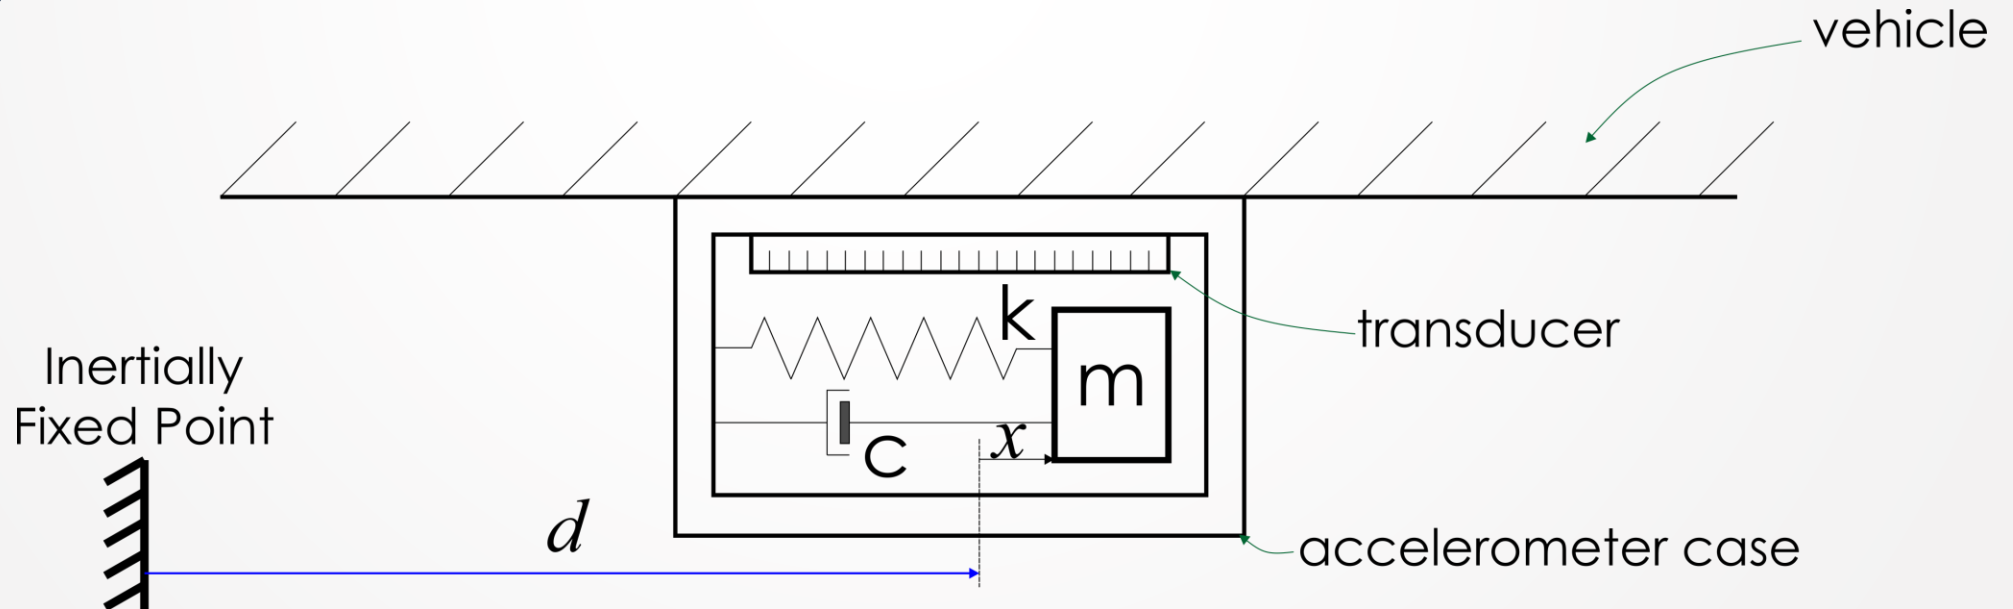 vehicle
k
transducer
m
Inertially
Fixed Point
x
C
d
accelerometer case